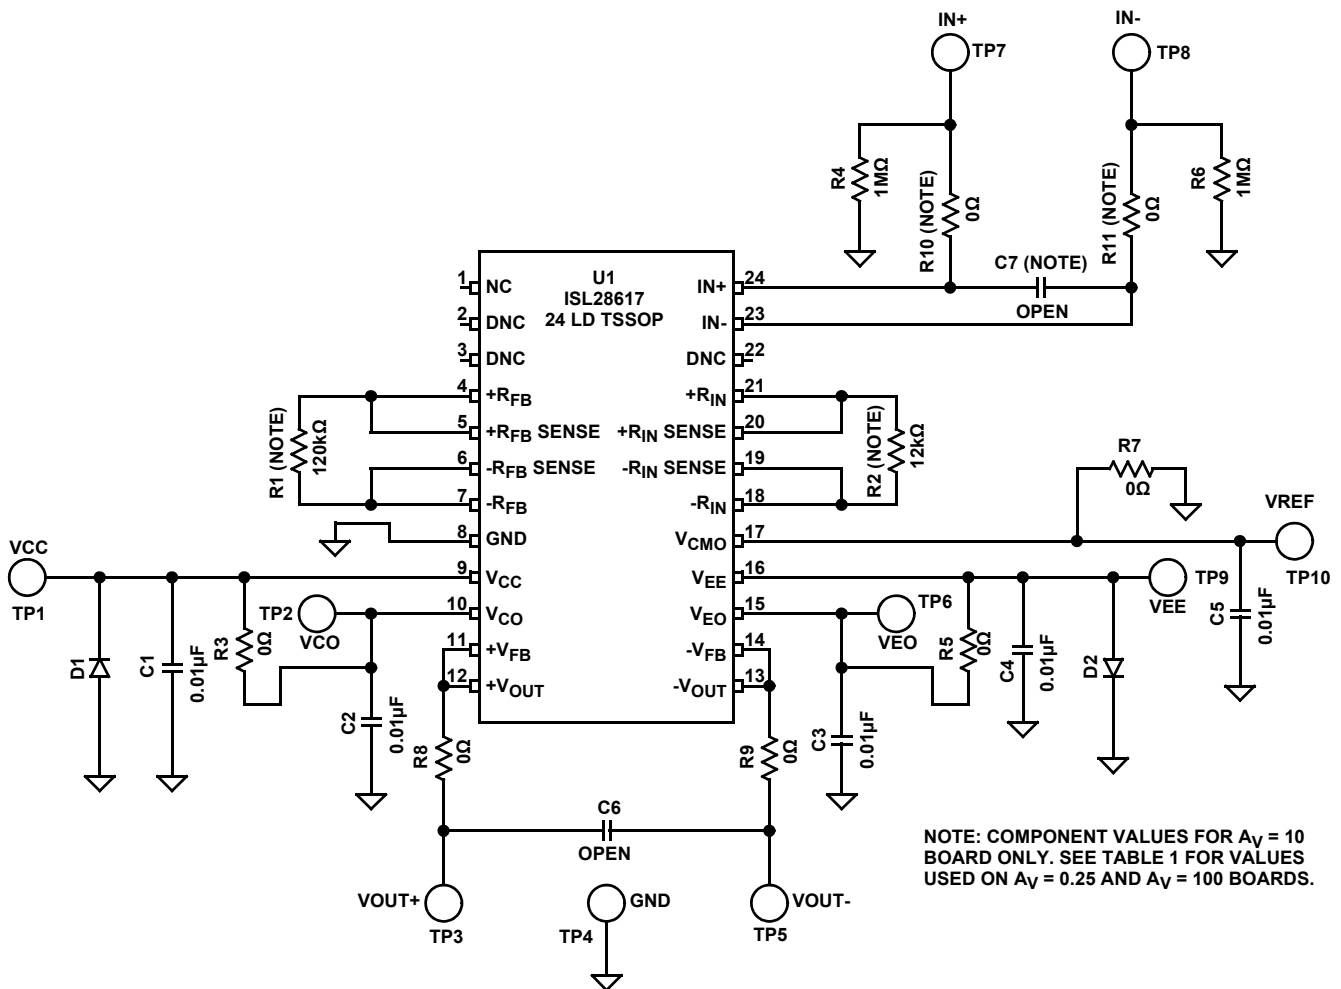 IN+
IN-
TP7
TP8
R4
1MΩ
R10 (NOTE)
0Ω
R11 (NOTE)
0Ω
R6
1MΩ
C7 (NOTE)
OPEN
U1
ISL28617
24 LD TSSOP
1 NC
2 DNC
3 DNC
4 +RFB
5 +RFB SENSE
6 -RFB SENSE
7 -RFB
8 GND
9 VCC
10 VCO
11 +VFB
12 +VOUT
IN+ 24
IN- 23
DNC 22
+RIN 21
+RIN SENSE 20
-RIN SENSE 19
-RIN 18
VCMO 17
VEE 16
VEO 15
-VFB 14
-VOUT 13
R1 (NOTE)
120kΩ
R2 (NOTE)
12kΩ
R7
0Ω
VREF
TP10
VCC
TP1
D1
C1
0.01µF
R3
0Ω
TP2
VCO
C2
0.01µF
R8
0Ω
R9
0Ω
C3
0.01µF
TP6
VEO
R5
0Ω
C4
0.01µF
D2
TP9
VEE
C5
0.01µF
C6
OPEN
VOUT+
TP3
GND
TP4
VOUT-
TP5
NOTE: COMPONENT VALUES FOR AV = 10
BOARD ONLY. SEE TABLE 1 FOR VALUES
USED ON AV = 0.25 AND AV = 100 BOARDS.